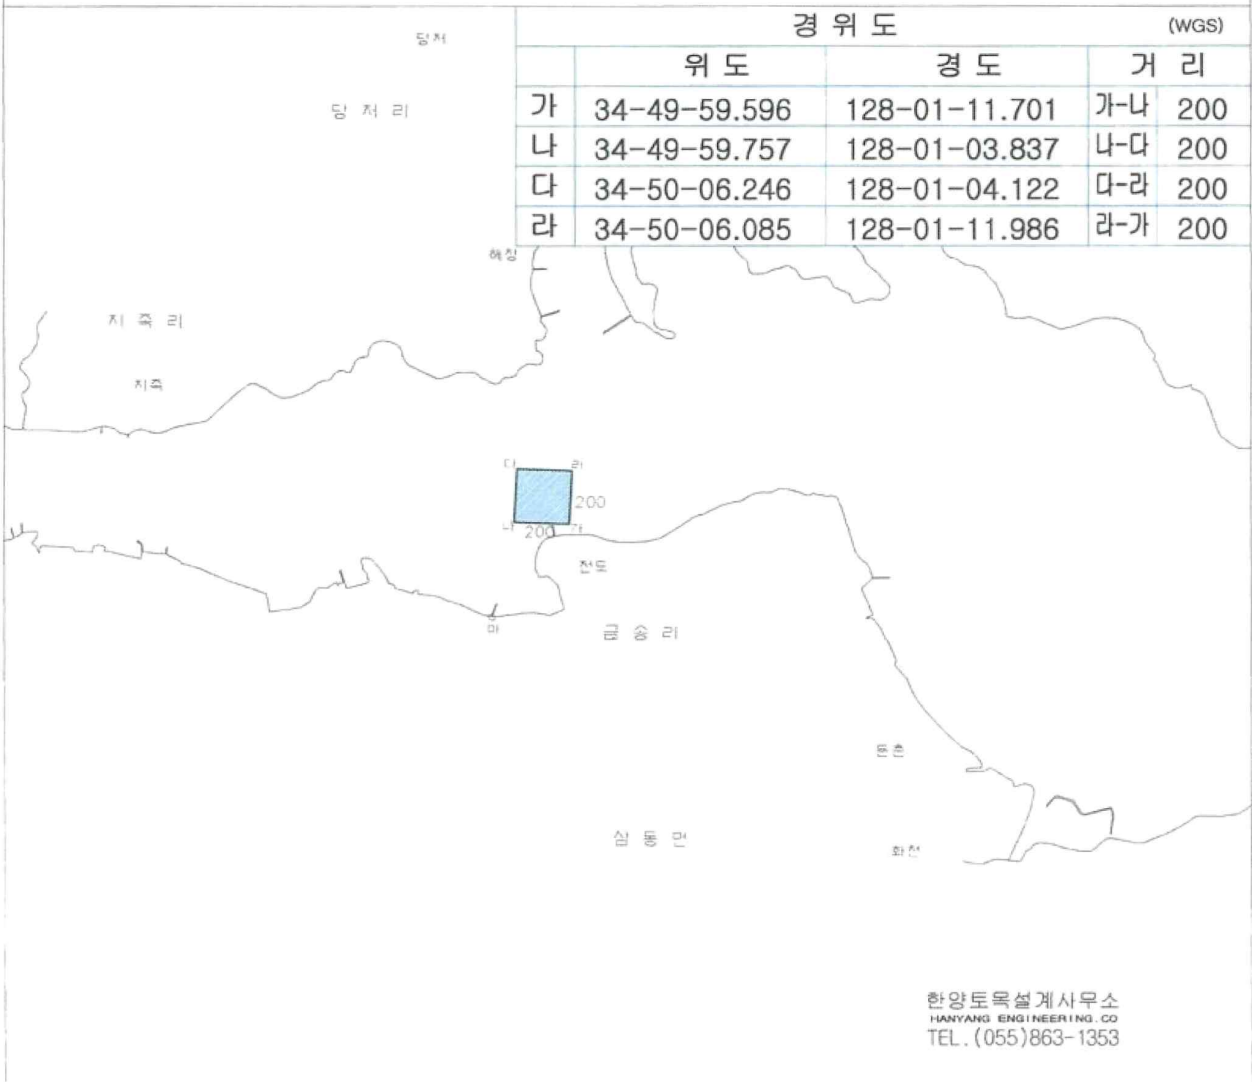 당저
당 저 리
경 위 도 (WGS)
위 도 경 도 거 리
가 34-49-59.596 128-01-11.701 가-나 200
나 34-49-59.757 128-01-03.837 나-다 200
다 34-50-06.246 128-01-04.122 다-라 200
라 34-50-06.085 128-01-11.986 라-가 200
지 족 리
지족
다 라
200
나 200 가
전도
금 송 리
둔촌
삼 동 면
화천
한양토목설계사무소
HANYANG ENGINEERING.CO
TEL.(055)863-1353